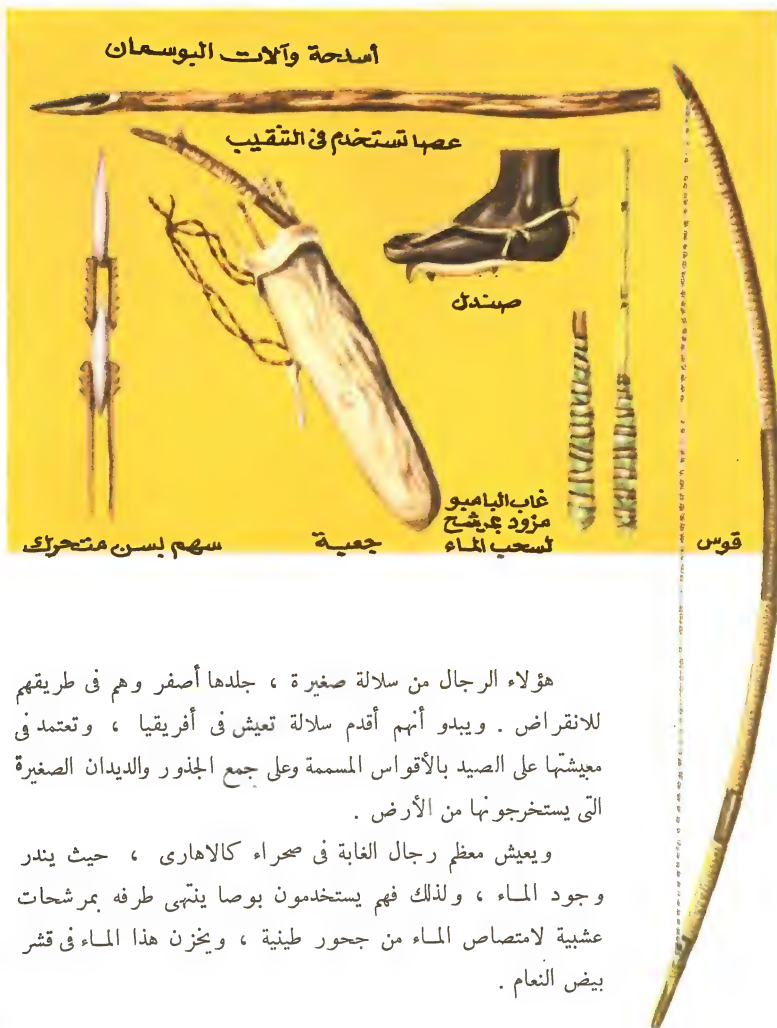 أسلحة وآلات البوسمان
عصا تستخدم فى التنقيب
صندل
غاب البامبو
مزود بمرشح
لسحب الماء
قوس
جعبة
سهم بسن متحرك
هؤلاء الرجال من سلالة صغيرة ، جلدها أصفر وهم فى طريقهم
للانقراض . ويبدو أنهم أقدم سلالة تعيش فى أفريقيا ، وتعتمد فى
معيشتها على الصيد بالأقواس المسممة وعلى جمع الجذور والديدان الصغيرة
التى يستخرجونها من الأرض .
ويعيش معظم رجال الغابة فى صحراء كالاهارى ، حيث يندر
وجود المـاء ، ولذلك فهم يستخدمون بوصا ينتهى طرفه بمرشحات
عشبية لامتصاص المـاء من جحور طينية ، ويخزن هذا المـاء فى قشر
بيض النعام .